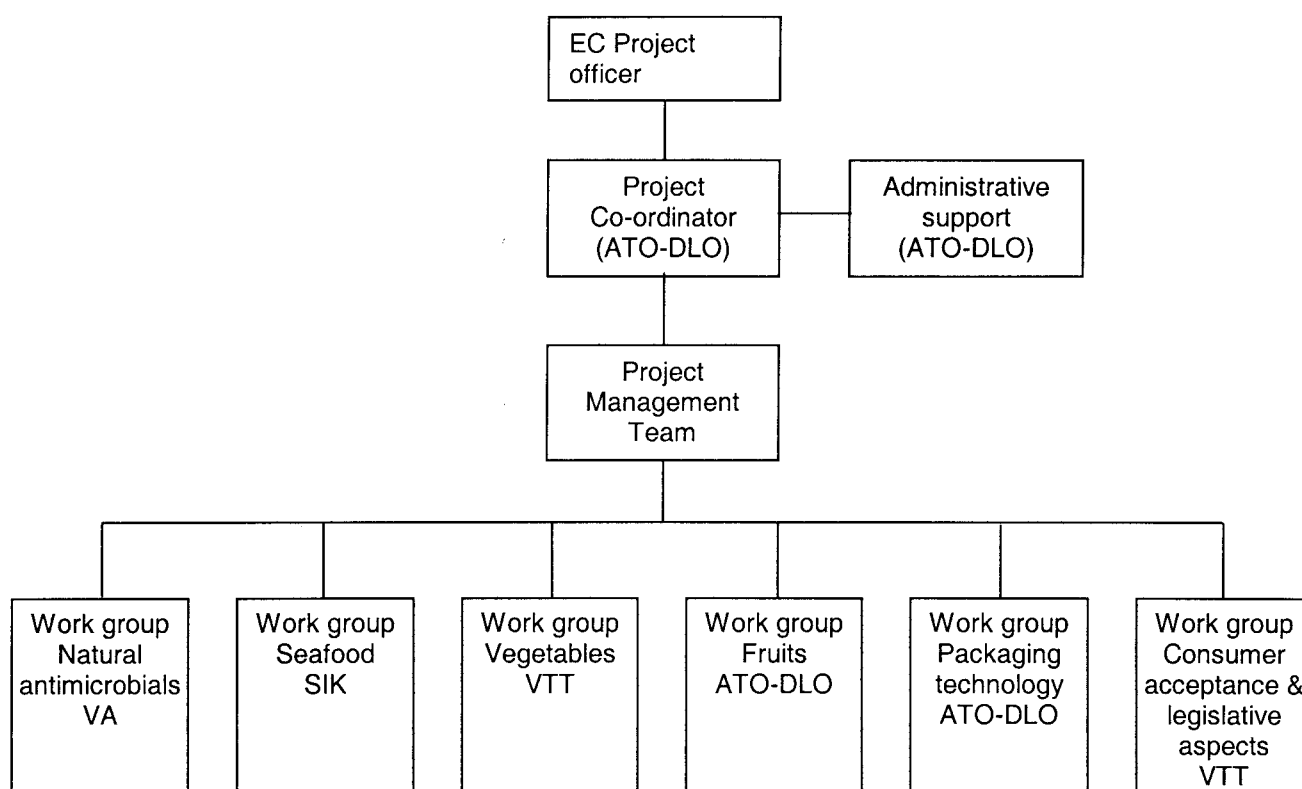 EC Project
officer
Project
Co-ordinator
(ATO-DLO)
Administrative
support
(ATO-DLO)
Project
Management
Team
Work group
Natural
antimicrobials
VA
Work group
Seafood
SIK
Work group
Vegetables
VTT
Work group
Fruits
ATO-DLO
Work group
Packaging
technology
ATO-DLO
Work group
Consumer
acceptance &
legislative
aspects
VTT